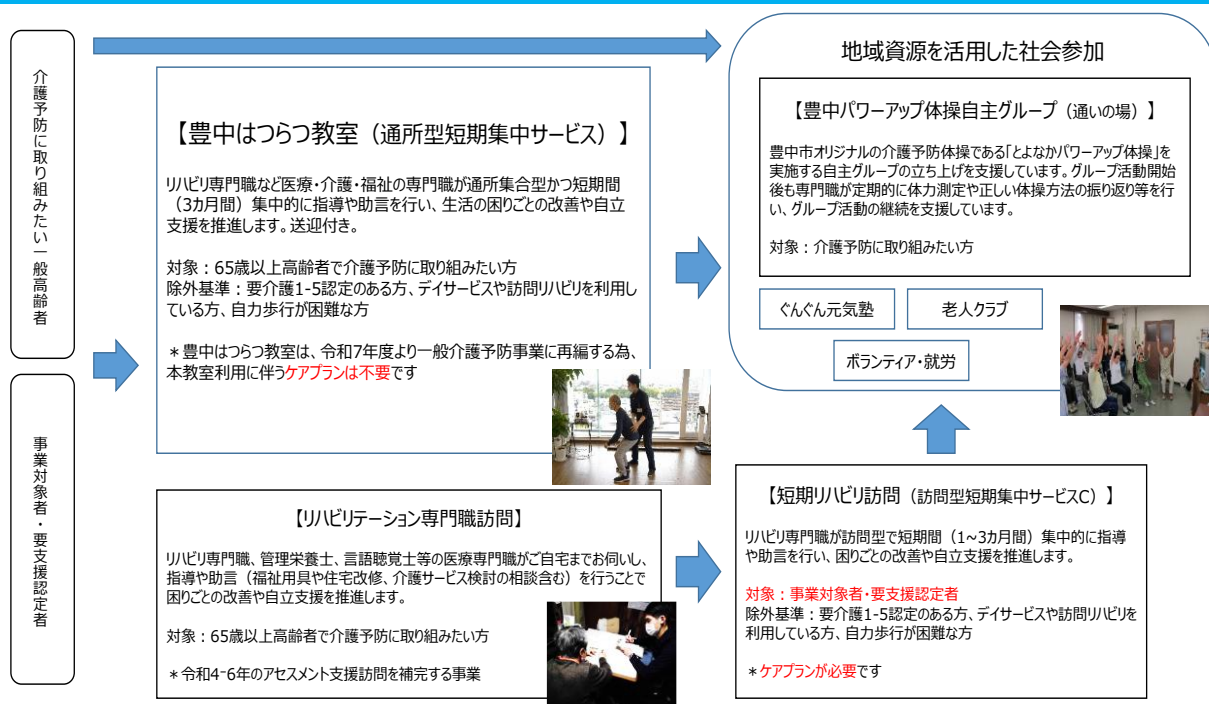 介護予防に取り組みたい一般高齢者
事業対象者・要支援認定者
【豊中はつらつ教室（通所型短期集中サービス）】
リハビリ専門職など医療・介護・福祉の専門職が通所集合型かつ短期間
（3カ月間）集中的に指導や助言を行い、生活の困りごとの改善や自立
支援を推進します。送迎付き。
対象：65歳以上高齢者で介護予防に取り組みたい方
除外基準：要介護1-5認定のある方、デイサービスや訪問リハビリを利用し
ている方、自力歩行が困難な方
＊豊中はつらつ教室は、令和7年度より一般介護予防事業に再編する為、
本教室利用に伴うケアプランは不要です
【リハビリテーション専門職訪問】
リハビリ専門職、管理栄養士、言語聴覚士等の医療専門職がご自宅までお伺いし、
指導や助言（福祉用具や住宅改修、介護サービス検討の相談含む）を行うことで
困りごとの改善や自立支援を推進します。
対象：65歳以上高齢者で介護予防に取り組みたい方
＊令和4-6年のアセスメント支援訪問を補完する事業
地域資源を活用した社会参加
【豊中パワーアップ体操自主グループ（通いの場）】
豊中市オリジナルの介護予防体操である「とよなかパワーアップ体操」を
実施する自主グループの立ち上げを支援しています。グループ活動開始
後も専門職が定期的に体力測定や正しい体操方法の振り返り等を行
い、グループ活動の継続を支援しています。
対象：介護予防に取り組みたい方
ぐんぐん元気塾
老人クラブ
ボランティア・就労
【短期リハビリ訪問（訪問型短期集中サービスC）】
リハビリ専門職が訪問型で短期間（1~3カ月間）集中的に指導
や助言を行い、困りごとの改善や自立支援を推進します。
対象：事業対象者・要支援認定者
除外基準：要介護1-5認定のある方、デイサービスや訪問リハビリを
利用している方、自力歩行が困難な方
＊ケアプランが必要です